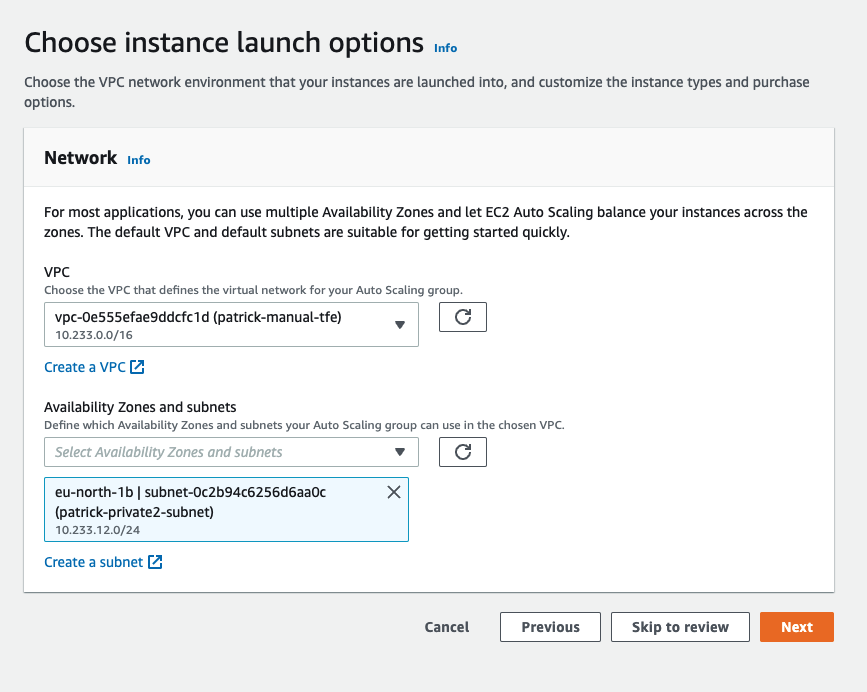 Choose instance launch options Info
Choose the VPC network environment that your instances are launched into, and customize the instance types and purchase
options.
Network Info
For most applications, you can use multiple Availability Zones and let EC2 Auto Scaling balance your instances across the
zones. The default VPC and default subnets are suitable for getting started quickly.
VPC
Choose the VPC that defines the virtual network for your Auto Scaling group.
vpc-0e555efae9ddcfc1d (patrick-manual-tfe)
10.233.0.0/16
Create a VPC
Availability Zones and subnets
Define which Availability Zones and subnets your Auto Scaling group can use in the chosen VPC.
Select Availability Zones and subnets
eu-north-1b | subnet-0c2b94c6256d6aa0c
(patrick-private2-subnet)
10.233.12.0/24
Create a subnet
Cancel Previous Skip to review Next